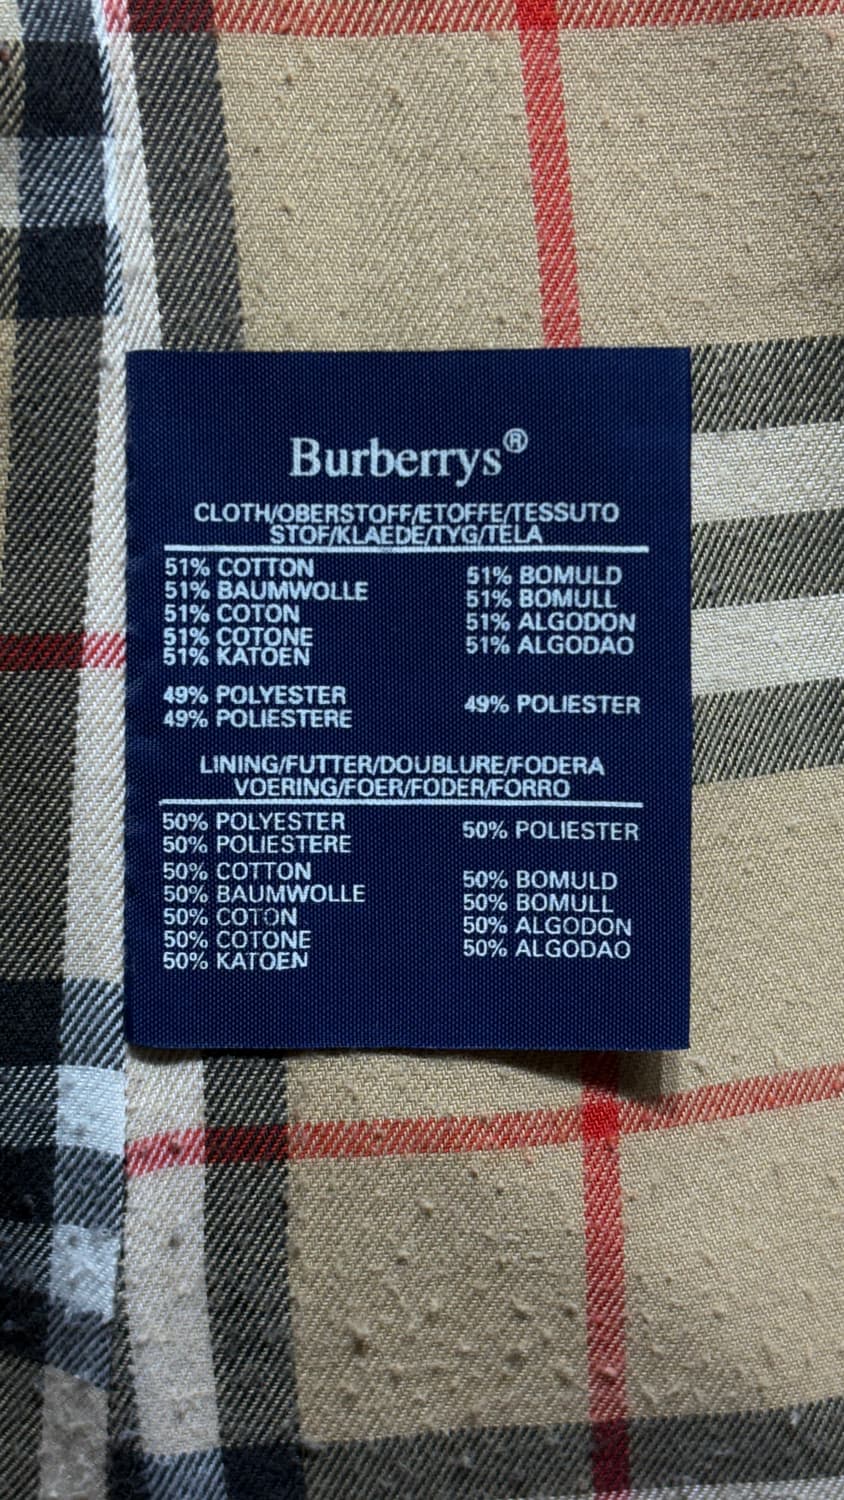 Burberrys®
CLOTH/OBERSTOFF/ETOFFE/TESSUTO
STOF/KLAEDE/TYG/TELA
51% COTTON
51% BAUMWOLLE
51% COTON
51% COTONE
51% KATOEN
51% BOMULD
51% BOMULL
51% ALGODON
51% ALGODAO
49% POLYESTER
49% POLIESTERE
49% POLIESTER
LINING/FUTTER/DOUBLURE/FODERA
VOERING/FOER/FODER/FORRO
50% POLYESTER
50% POLIESTERE
50% POLIESTER
50% COTTON
50% BAUMWOLLE
50% COTON
50% COTONE
50% KATOEN
50% BOMULD
50% BOMULL
50% ALGODON
50% ALGODAO